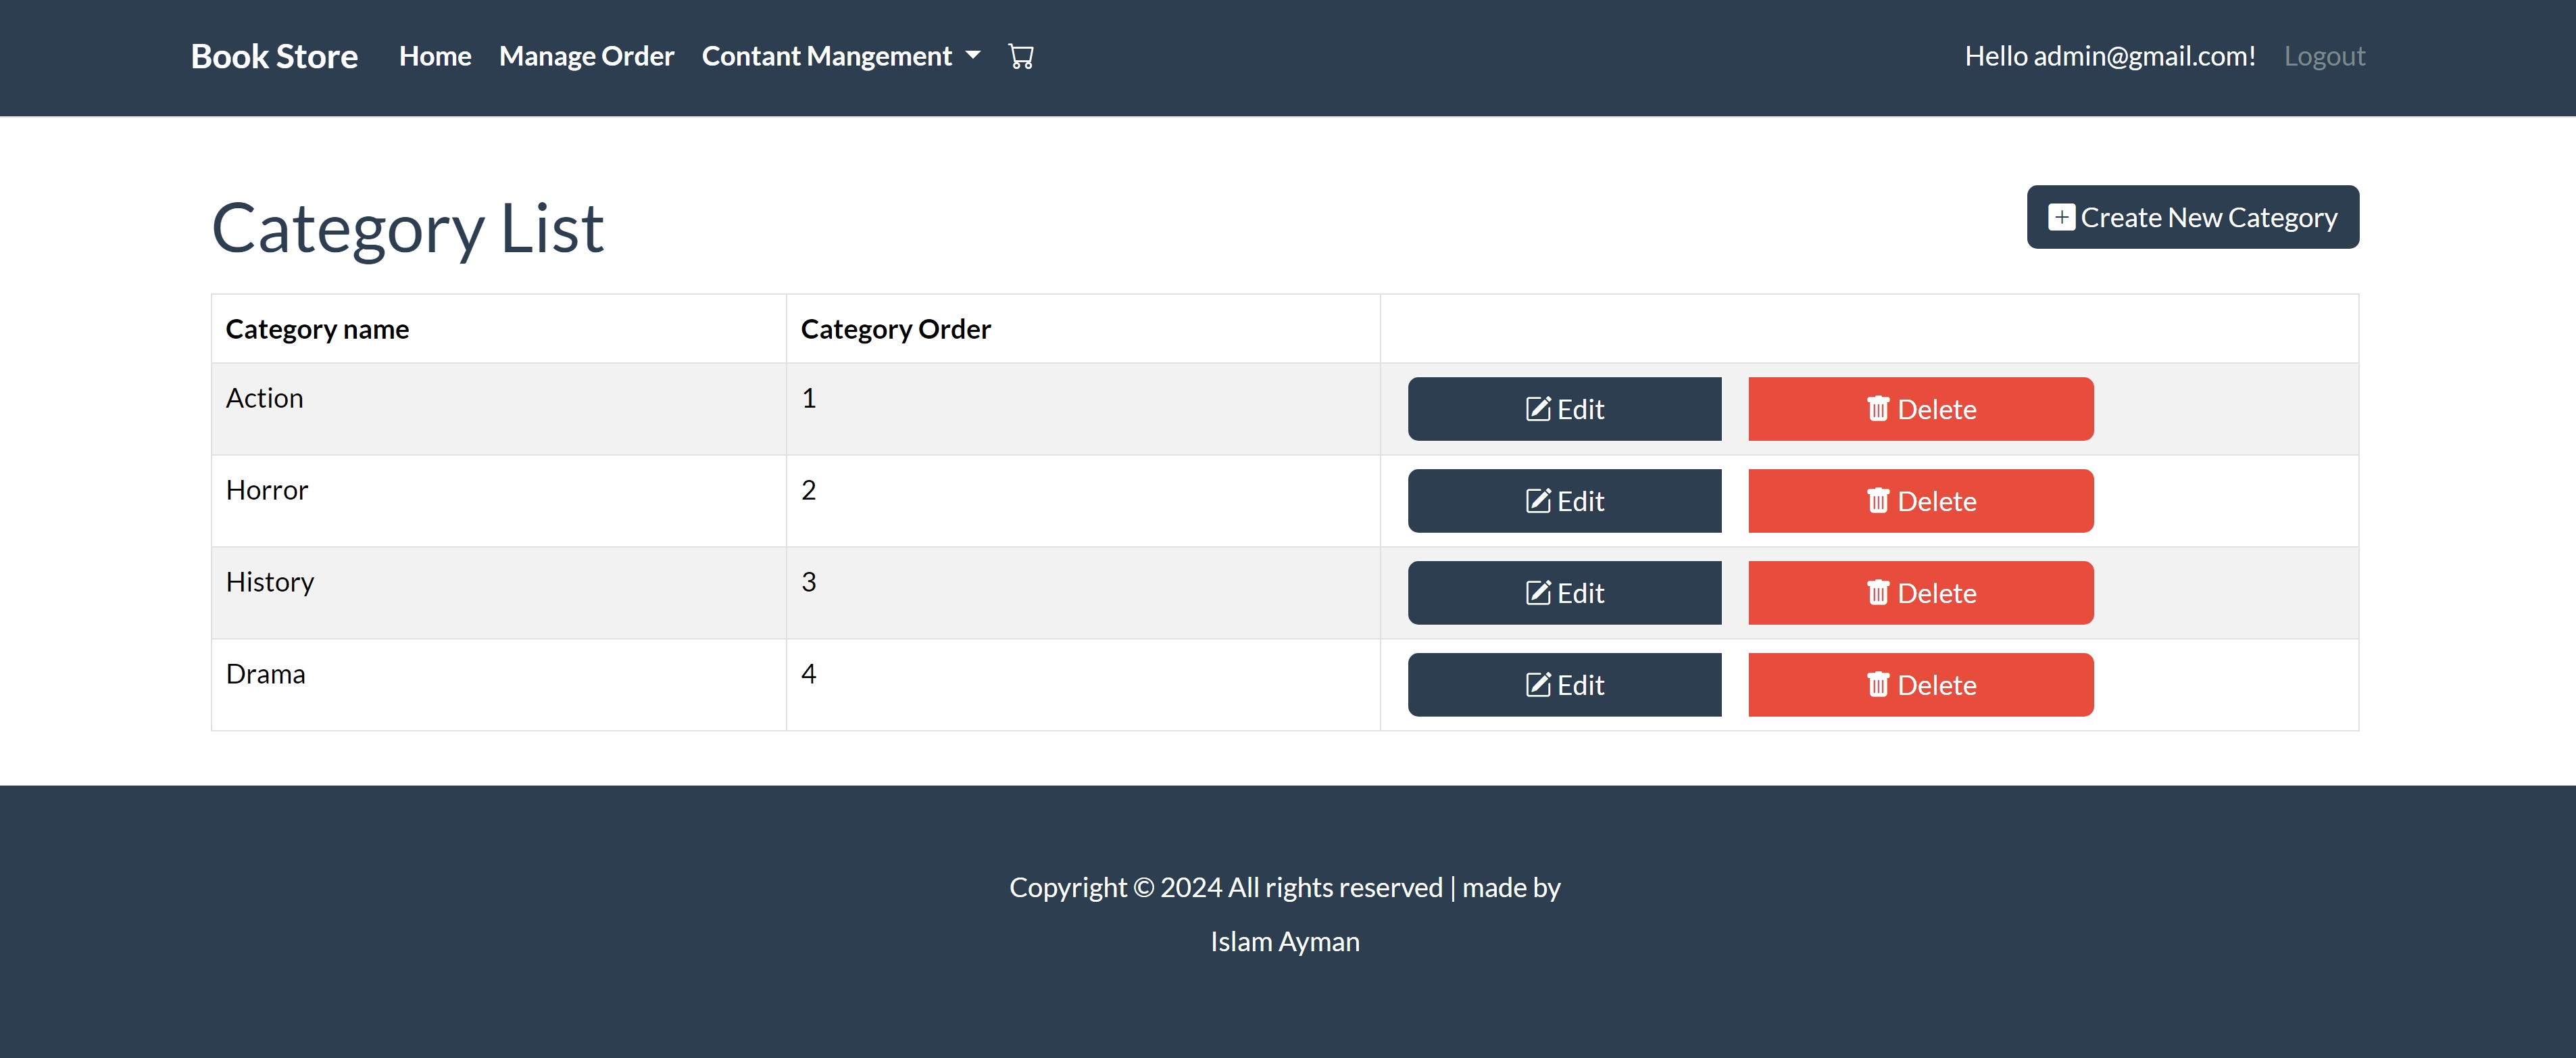 Book Store Home Manage Order Contant Mangement Hello admin@gmail.com! Logout
Category List
Create New Category
Category name Category Order
Action 1 Edit Delete
Horror 2 Edit Delete
History 3 Edit Delete
Drama 4 Edit Delete
Copyright © 2024 All rights reserved | made by
Islam Ayman